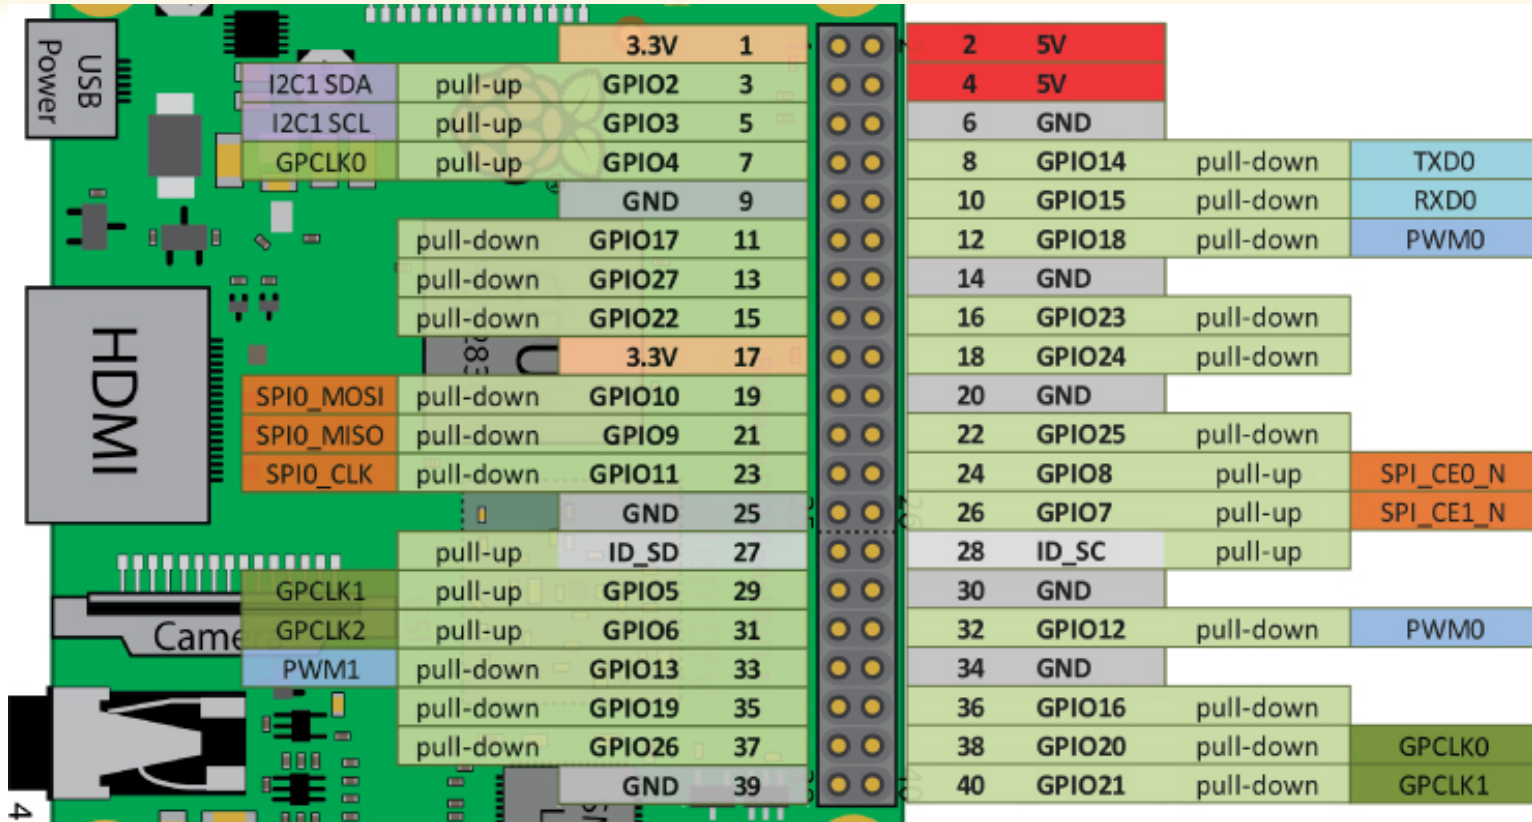 USB Power
3.3V 1 2 5V
I2C1 SDA pull-up GPIO2 3 4 5V
I2C1 SCL pull-up GPIO3 5 6 GND
GPCLK0 pull-up GPIO4 7 8 GPIO14 pull-down TXD0
GND 9 10 GPIO15 pull-down RXD0
pull-down GPIO17 11 12 GPIO18 pull-down PWM0
pull-down GPIO27 13 14 GND
pull-down GPIO22 15 16 GPIO23 pull-down
3.3V 17 18 GPIO24 pull-down
HDMI
SPI0_MOSI pull-down GPIO10 19 20 GND
SPI0_MISO pull-down GPIO9 21 22 GPIO25 pull-down
SPI0_CLK pull-down GPIO11 23 24 GPIO8 pull-up SPI_CE0_N
GND 25 26 GPIO7 pull-up SPI_CE1_N
pull-up ID_SD 27 28 ID_SC pull-up
GPCLK1 pull-up GPIO5 29 30 GND
Camera
GPCLK2 pull-up GPIO6 31 32 GPIO12 pull-down PWM0
PWM1 pull-down GPIO13 33 34 GND
pull-down GPIO19 35 36 GPIO16 pull-down
pull-down GPIO26 37 38 GPIO20 pull-down GPCLK0
GND 39 40 GPIO21 pull-down GPCLK1
4